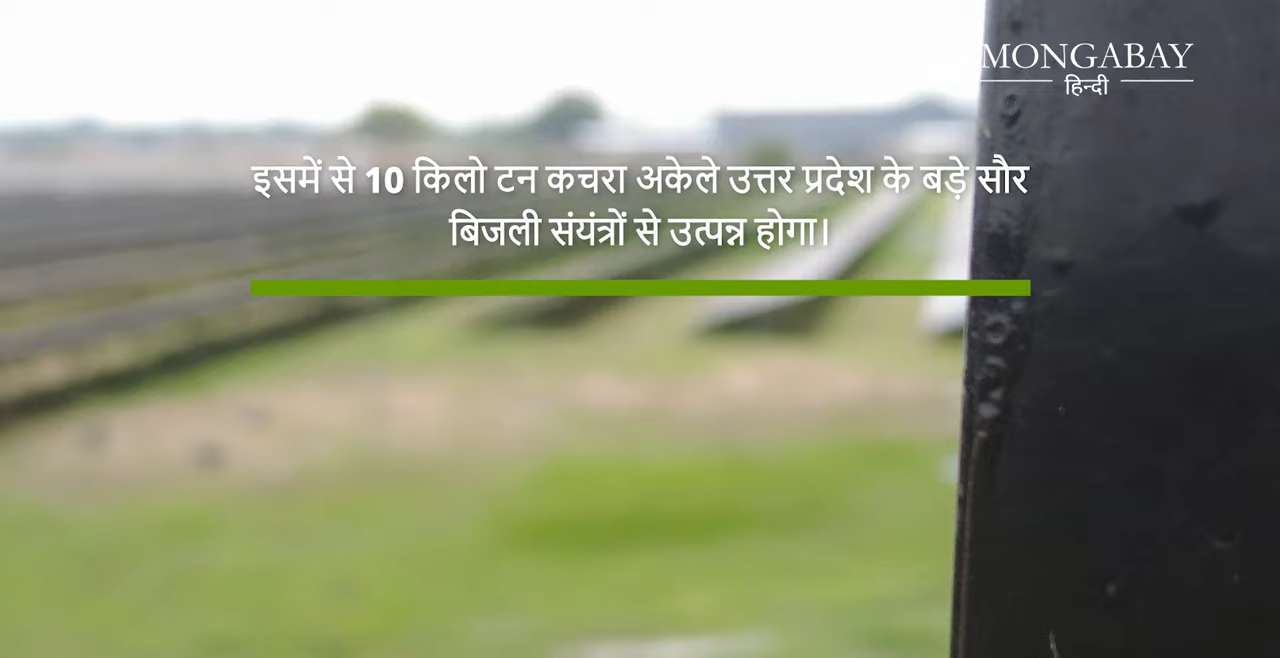 MONGABAY
हिन्दी
इसमें से 10 किलो टन कचरा अकेले उत्तर प्रदेश के बड़े सौर
बिजली संयंत्रों से उत्पन्न होगा।